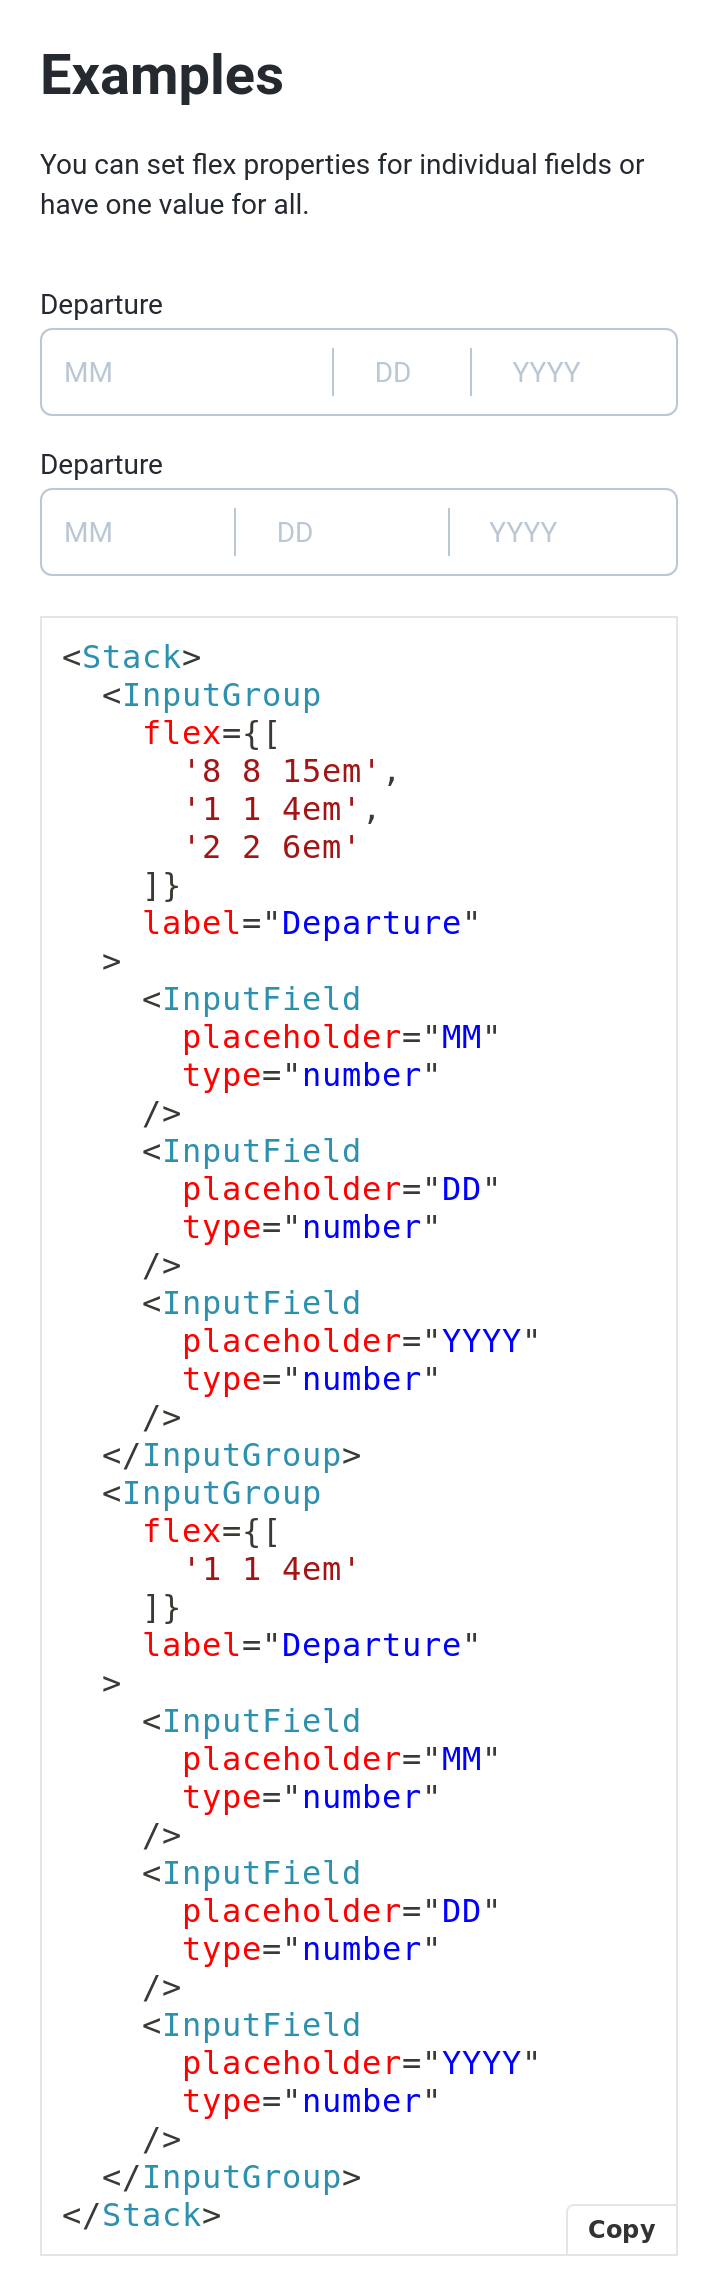 Examples
You can set flex properties for individual fields or
have one value for all.
Departure
MM DD YYYY
Departure
MM DD YYYY
<Stack>
  <InputGroup
    flex={[
      '8 8 15em',
      '1 1 4em',
      '2 2 6em'
    ]}
    label="Departure"
  >
    <InputField
      placeholder="MM"
      type="number"
    />
    <InputField
      placeholder="DD"
      type="number"
    />
    <InputField
      placeholder="YYYY"
      type="number"
    />
  </InputGroup>
  <InputGroup
    flex={[
      '1 1 4em'
    ]}
    label="Departure"
  >
    <InputField
      placeholder="MM"
      type="number"
    />
    <InputField
      placeholder="DD"
      type="number"
    />
    <InputField
      placeholder="YYYY"
      type="number"
    />
  </InputGroup>
</Stack>
Copy